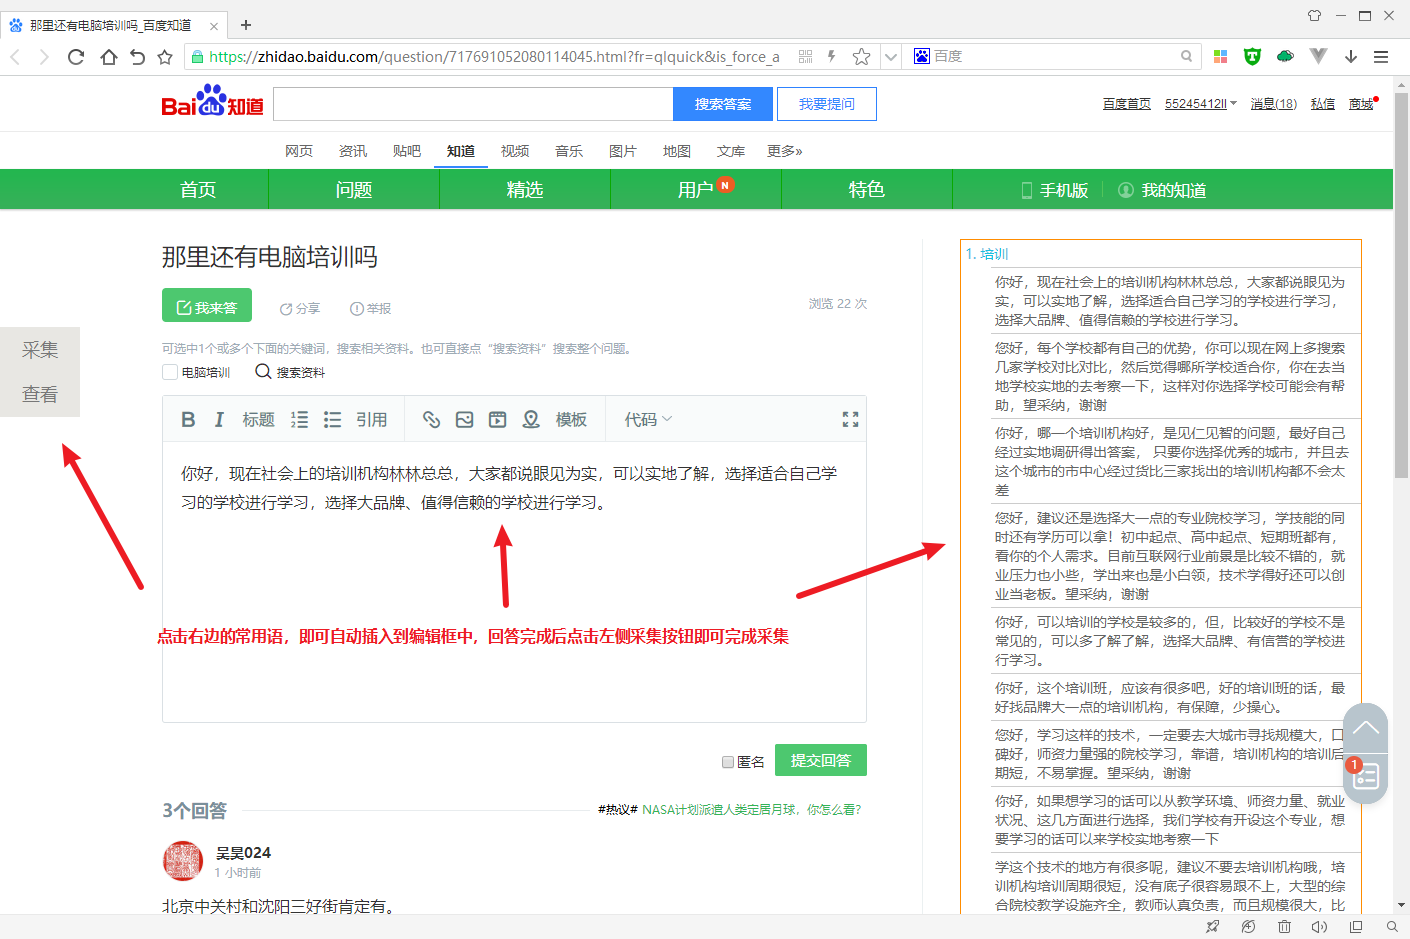 那里还有电脑培训吗_百度知道
https://zhidao.baidu.com/question/717691052080114045.html?fr=qlquick&is_force_a
百度
Bai du 知道
搜索答案
我要提问
百度首页 55245412ll 消息(18) 私信 商城
网页 资讯 贴吧 知道 视频 音乐 图片 地图 文库 更多»
首页 问题 精选 用户 N 特色 手机版 我的知道
那里还有电脑培训吗
我来答 分享 举报 浏览 22 次
可选中1个或多个下面的关键词，搜索相关资料。也可直接点“搜索资料”搜索整个问题。
电脑培训 搜索资料
采集
查看
B I 标题 引用 模板 代码
你好，现在社会上的培训机构林林总总，大家都说眼见为实，可以实地了解，选择适合自己学
习的学校进行学习，选择大品牌、值得信赖的学校进行学习。
点击右边的常用语，即可自动插入到编辑框中，回答完成后点击左侧采集按钮即可完成采集
匿名 提交回答
3个回答
#热议# NASA计划派遣人类定居月球，你怎么看?
吴昊024
1 小时前
北京中关村和沈阳三好街肯定有。
1. 培训
你好，现在社会上的培训机构林林总总，大家都说眼见为
实，可以实地了解，选择适合自己学习的学校进行学习，
选择大品牌、值得信赖的学校进行学习。
您好，每个学校都有自己的优势，你可以现在网上多搜索
几家学校对比对比，然后觉得哪所学校适合你，你在去当
地学校实地的去考察一下，这样对你选择学校可能会有帮
助，望采纳，谢谢
你好，哪一个培训机构好，是见仁见智的问题，最好自己
经过实地调研得出答案， 只要你选择优秀的城市，并且去
这个城市的市中心经过货比三家找出的培训机构都不会太
差
您好，建议还是选择大一点的专业院校学习，学技能的同
时还有学历可以拿！初中起点、高中起点、短期班都有，
看你的个人需求。目前互联网行业前景是比较不错的，就
业压力也小些，学出来也是小白领，技术学得好还可以创
业当老板。望采纳，谢谢
你好，可以培训的学校是较多的，但，比较好的学校不是
常见的，可以多了解了解，选择大品牌、有信誉的学校进
行学习。
你好，这个培训班，应该有很多吧，好的培训班的话，最
好找品牌大一点的培训机构，有保障，少操心。
您好，学习这样的技术，一定要去大城市寻找规模大，口
碑好，师资力量强的院校学习，靠谱，培训机构的培训后
期短，不易掌握。望采纳，谢谢
你好，如果想学习的话可以从教学环境、师资力量、就业
状况、这几方面进行选择，我们学校有开设这个专业，想
要学习的话可以来学校实地考察一下
学这个技术的地方有很多呢，建议不要去培训机构哦，培
训机构培训周期很短，没有底子很容易跟不上，大型的综
合院校教学设施齐全，教师认真负责，而且规模很大，比
1